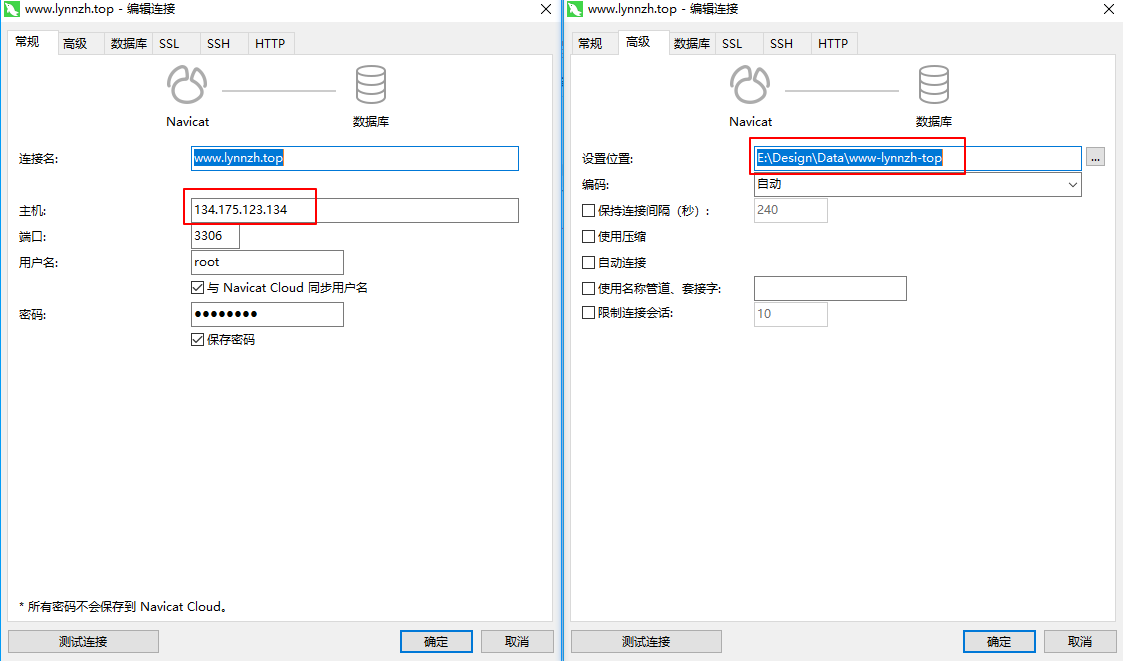 www.lynnzh.top - 编辑连接
常规 高级 数据库 SSL SSH HTTP
Navicat 数据库
连接名: www.lynnzh.top
主机: 134.175.123.134
端口: 3306
用户名: root
与 Navicat Cloud 同步用户名
密码: ●●●●●●●●
保存密码
* 所有密码不会保存到 Navicat Cloud。
测试连接 确定 取消
www.lynnzh.top - 编辑连接
常规 高级 数据库 SSL SSH HTTP
Navicat 数据库
设置位置: E:\Design\Data\www-lynnzh-top ...
编码: 自动
保持连接间隔（秒）: 240
使用压缩
自动连接
使用名称管道、套接字:
限制连接会话: 10
测试连接 确定 取消